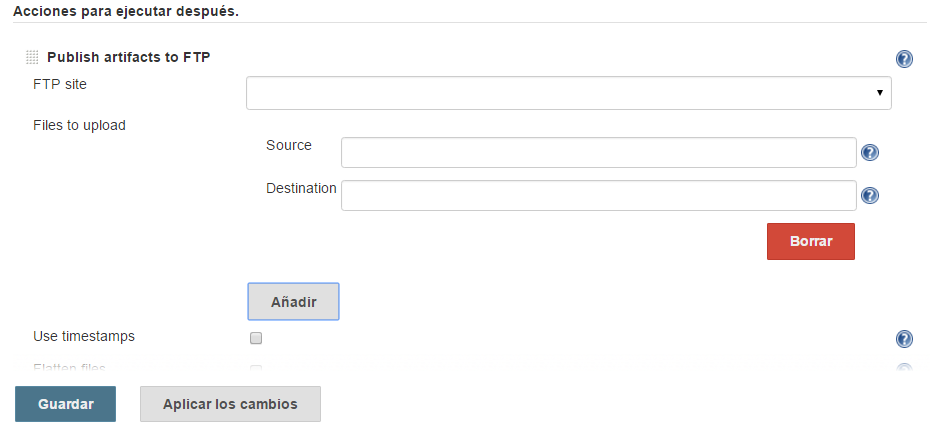 Acciones para ejecutar después.
Publish artifacts to FTP
FTP site
Files to upload
Source
Destination
Borrar
Añadir
Use timestamps
Flatten files
Guardar
Aplicar los cambios